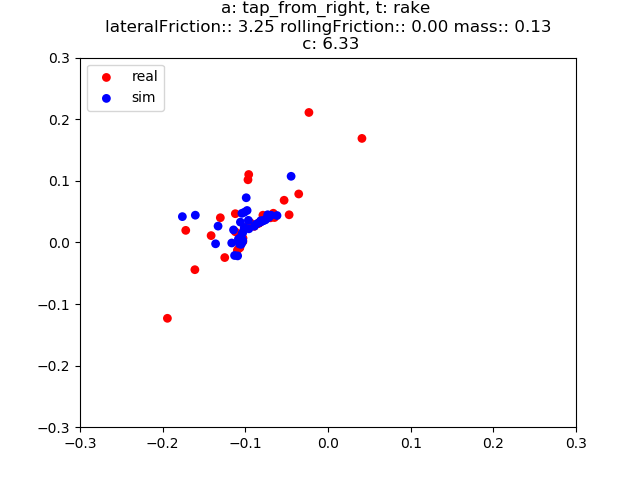 a: tap_from_right, t: rake
lateralFriction:: 3.25 rollingFriction:: 0.00 mass:: 0.13
c: 6.33
real
sim
0.3
0.2
0.1
0.0
−0.1
−0.2
−0.3
−0.3 −0.2 −0.1 0.0 0.1 0.2 0.3